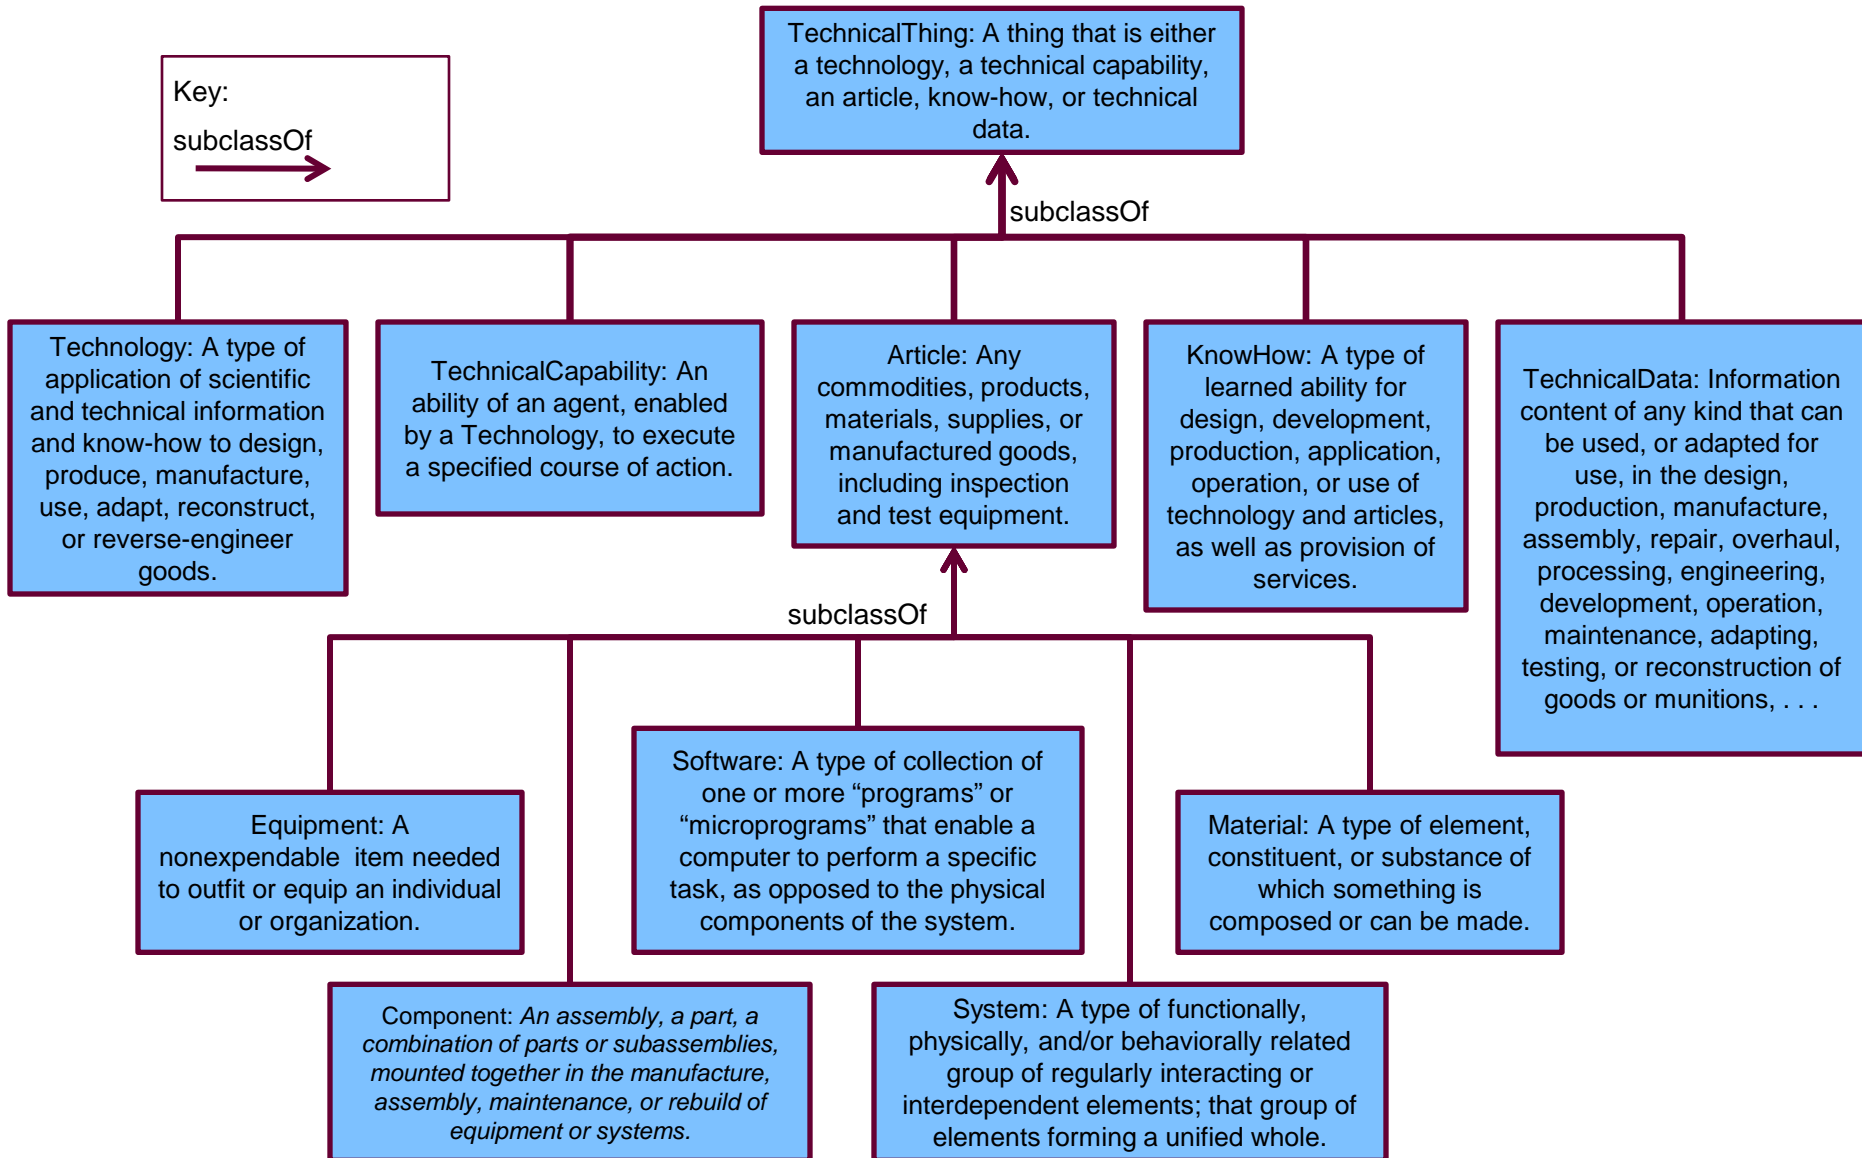 TechnicalThing: A thing that is either
a technology, a technical capability,
an article, know-how, or technical
data.
Key:
subclassOf
subclassOf
Technology: A type of
application of scientific
and technical information
and know-how to design,
produce, manufacture,
use, adapt, reconstruct,
or reverse-engineer
goods.
TechnicalCapability: An
ability of an agent, enabled
by a Technology, to execute
a specified course of action.
Article: Any
commodities, products,
materials, supplies, or
manufactured goods,
including inspection
and test equipment.
KnowHow: A type of
learned ability for
design, development,
production, application,
operation, or use of
technology and articles,
as well as provision of
services.
TechnicalData: Information
content of any kind that can
be used, or adapted for
use, in the design,
production, manufacture,
assembly, repair, overhaul,
processing, engineering,
development, operation,
maintenance, adapting,
testing, or reconstruction of
goods or munitions, . . .
subclassOf
Equipment: A
nonexpendable  item needed
to outfit or equip an individual
or organization.
Software: A type of collection of
one or more “programs” or
“microprograms” that enable a
computer to perform a specific
task, as opposed to the physical
components of the system.
Material: A type of element,
constituent, or substance of
which something is
composed or can be made.
Component: An assembly, a part, a
combination of parts or subassemblies,
mounted together in the manufacture,
assembly, maintenance, or rebuild of
equipment or systems.
System: A type of functionally,
physically, and/or behaviorally related
group of regularly interacting or
interdependent elements; that group of
elements forming a unified whole.